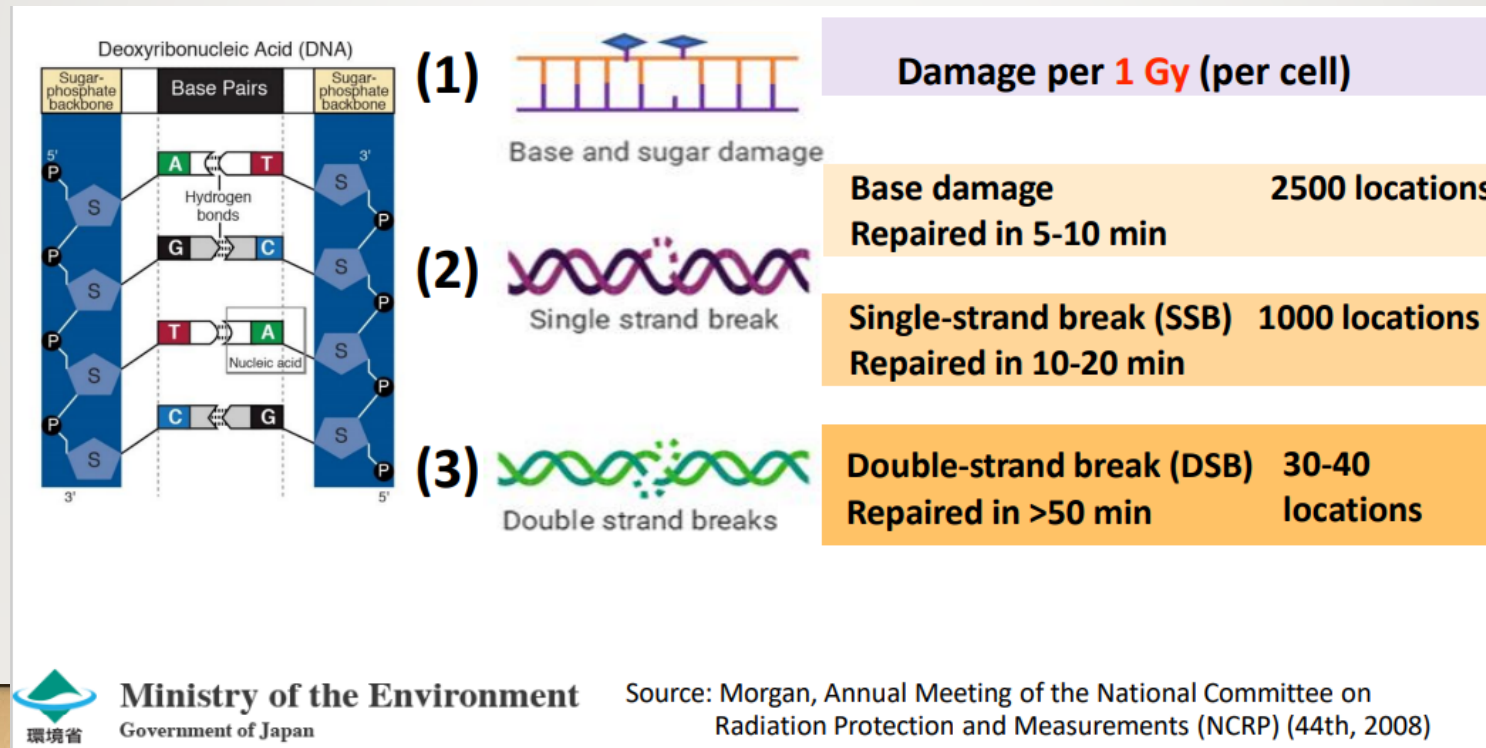 Deoxyribonucleic Acid (DNA)
Sugar-
phosphate
backbone
Base Pairs
Sugar-
phosphate
backbone
5'
3'
P
S
A
T
S
Hydrogen
bonds
P
P
S
G
C
S
P
P
S
T
A
Nucleic acid
S
P
P
S
C
G
S
P
3'
5'
(1)
Base and sugar damage
(2)
Single strand break
(3)
Double strand breaks
Damage per 1 Gy (per cell)
Base damage 2500 locations
Repaired in 5-10 min
Single-strand break (SSB) 1000 locations
Repaired in 10-20 min
Double-strand break (DSB) 30-40
Repaired in >50 min locations
環境省
Ministry of the Environment
Government of Japan
Source: Morgan, Annual Meeting of the National Committee on
Radiation Protection and Measurements (NCRP) (44th, 2008)